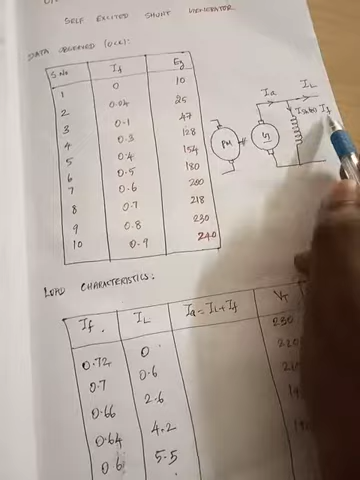 SELF EXCITED SHUNT GENERATOR
DATA OBSERVED (OCC):
S.No If Eg
1 0 10
2 0.04 25
3 0.1 47
4 0.3 128
5 0.4 154
6 0.5 180
7 0.6 200
8 0.7 218
9 0.8 230
10 0.9 240
Ia IL
If
PM G
LOAD CHARACTERISTICS:
If IL Ia = IL + If VT
0.72 0 230
0.7 0.6 220
0.66 2.6
0.64 4.2
0.6 5.5